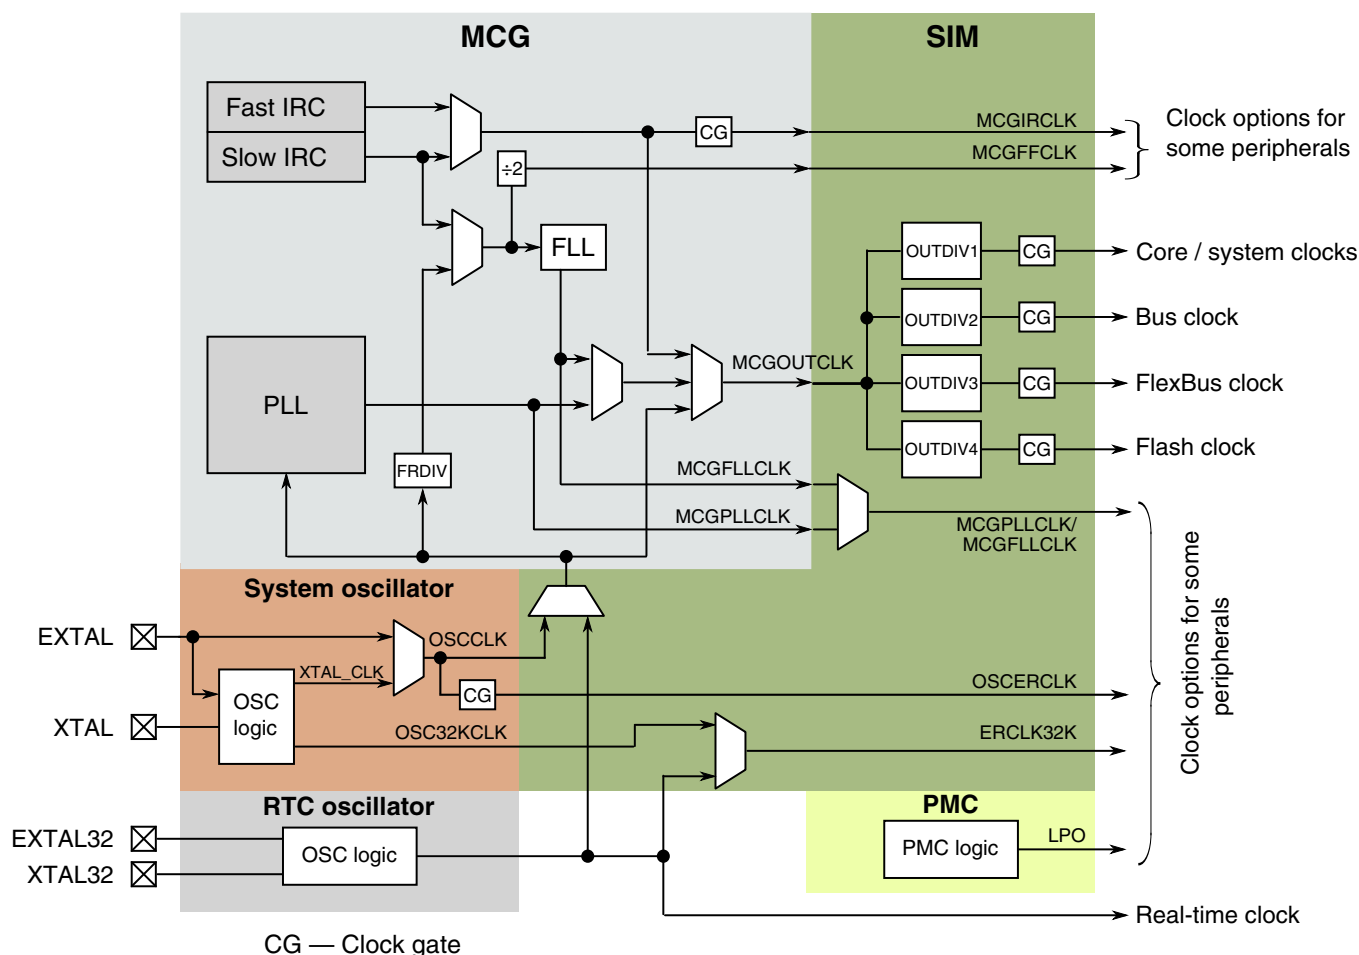 MCG
SIM
Fast IRC
Slow IRC
CG
MCGIRCLK
MCGFFCLK
Clock options for
some peripherals
÷2
FLL
OUTDIV1
CG
Core / system clocks
OUTDIV2
CG
Bus clock
MCGOUTCLK
OUTDIV3
CG
FlexBus clock
PLL
OUTDIV4
CG
Flash clock
FRDIV
MCGFLLCLK
MCGPLLCLK
MCGPLLCLK/
MCGFLLCLK
Clock options for some
peripherals
System oscillator
EXTAL
OSCCLK
XTAL_CLK
OSC
logic
CG
OSCERCLK
XTAL
OSC32KCLK
ERCLK32K
RTC oscillator
PMC
EXTAL32
XTAL32
OSC logic
PMC logic
LPO
Real-time clock
CG — Clock gate